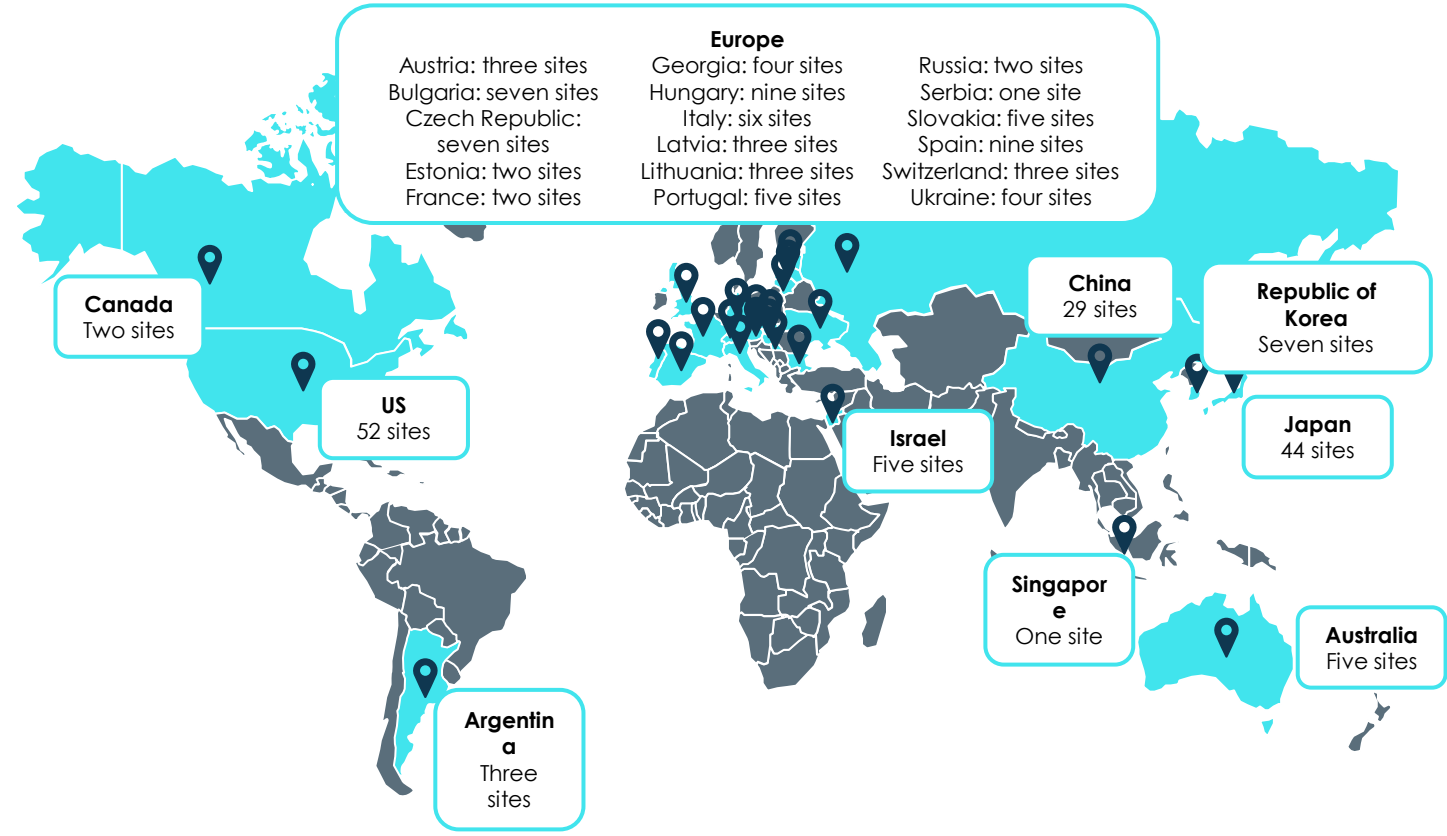 Europe
Austria: three sites
Bulgaria: seven sites
Czech Republic:
seven sites
Estonia: two sites
France: two sites
Georgia: four sites
Hungary: nine sites
Italy: six sites
Latvia: three sites
Lithuania: three sites
Portugal: five sites
Russia: two sites
Serbia: one site
Slovakia: five sites
Spain: nine sites
Switzerland: three sites
Ukraine: four sites
Canada
Two sites
US
52 sites
Argentin
a
Three
sites
Israel
Five sites
China
29 sites
Republic of
Korea
Seven sites
Japan
44 sites
Singapor
e
One site
Australia
Five sites